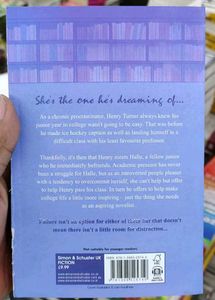 She's the one he's dreaming of...
As a chronic procrastinator, Henry Turner always knew his
junior year in college wasn't going to be easy. That was before
he made ice hockey captain as well as landing himself in a
difficult class with his least favourite professor.
Thankfully, it's then that Henry meets Halle, a fellow junior
who he immediately befriends. Academic pressure has
never been a struggle for Halle, but as an introverted people pleaser with
a tendency to overcommit herself, she can't help but offer
to help Henry pass his class. In turn he offers to help make
college life a little more inspiring – just the thing she needs
as an aspiring novelist.
Failure isn't an option for either of them but that doesn't
mean there isn't a little room for distraction...
Not suitable for younger readers
Simon & Schuster UK
FICTION
£9.99